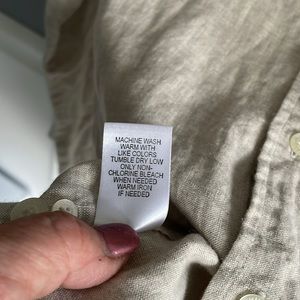 MACHINE WASH
WARM WITH
LIKE COLORS
TUMBLE DRY LOW
ONLY NON-
CHLORINE BLEACH
WHEN NEEDED
WARM IRON
IF NEEDED